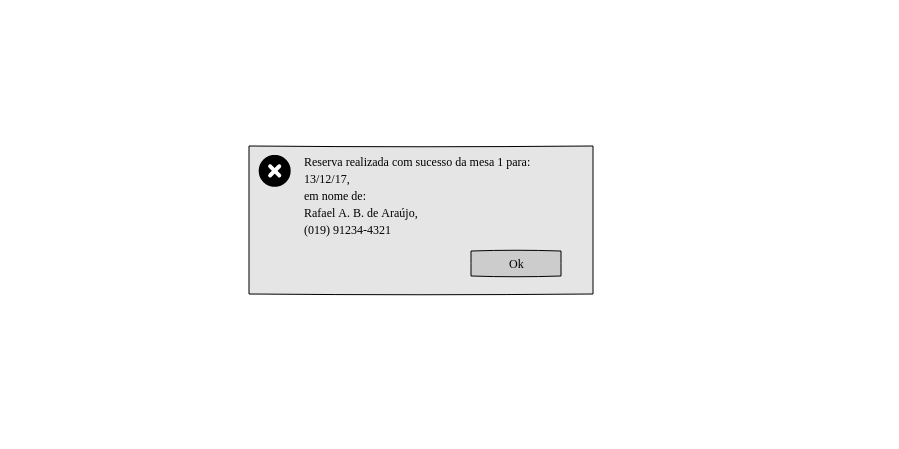 Reserva realizada com sucesso da mesa 1 para:
13/12/17,
em nome de:
Rafael A. B. de Araújo,
(019) 91234-4321
Ok